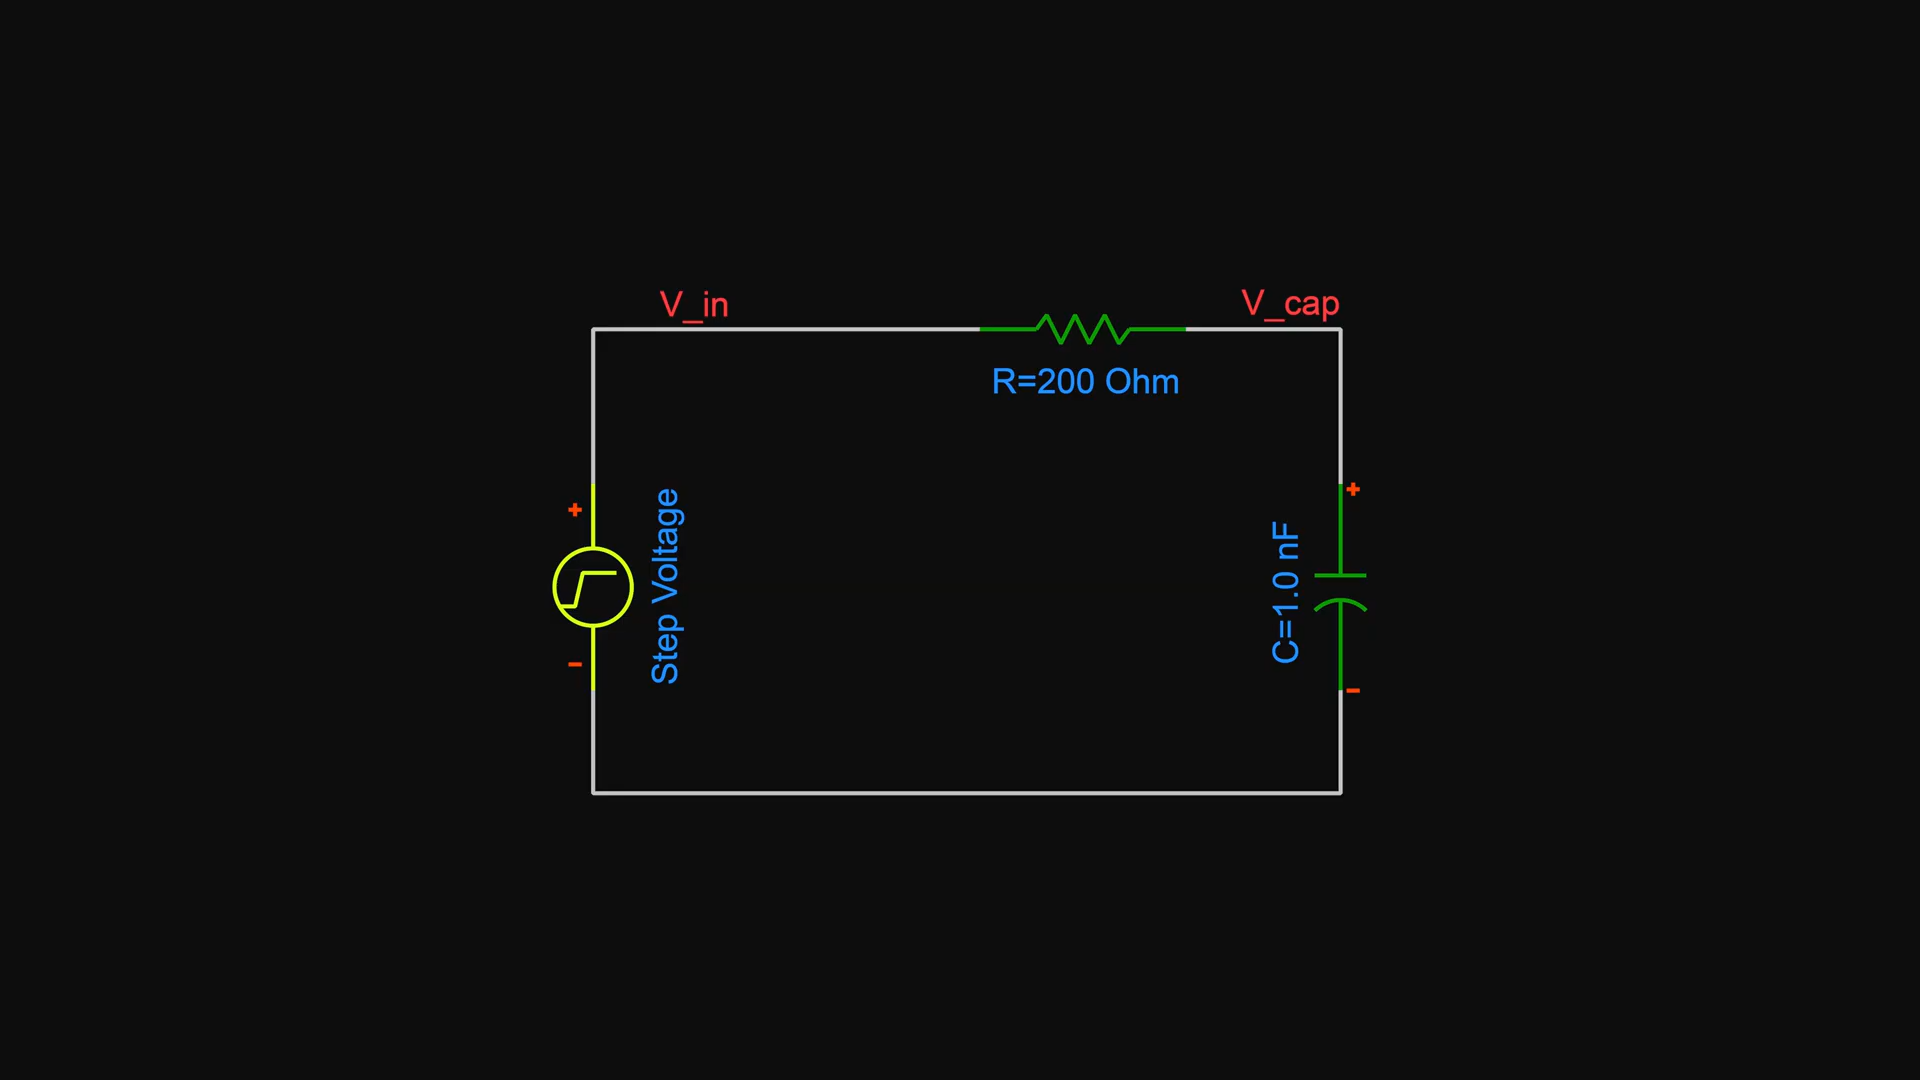 V_in
V_cap
R=200 Ohm
+
+
Step Voltage
C=1.0 nF
-
-